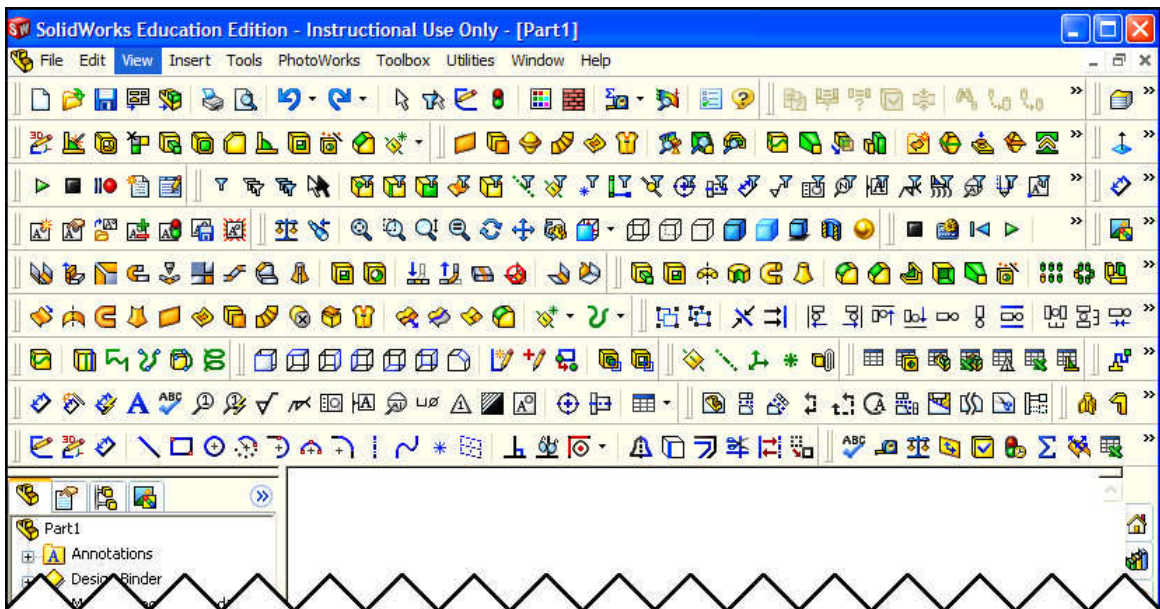 SolidWorks Education Edition - Instructional Use Only - [Part1]
File Edit View Insert Tools PhotoWorks Toolbox Utilities Window Help
Part1
Annotations
Design Binder